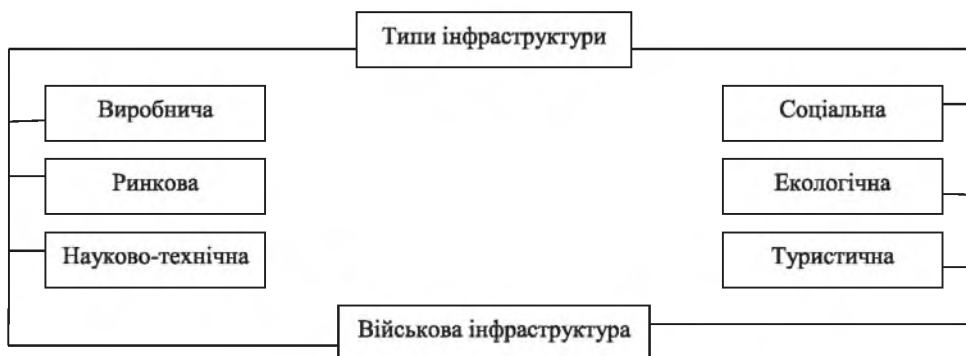 Типи інфраструктури
Виробнича
Соціальна
Ринкова
Екологічна
Науково-технічна
Туристична
Військова інфраструктура